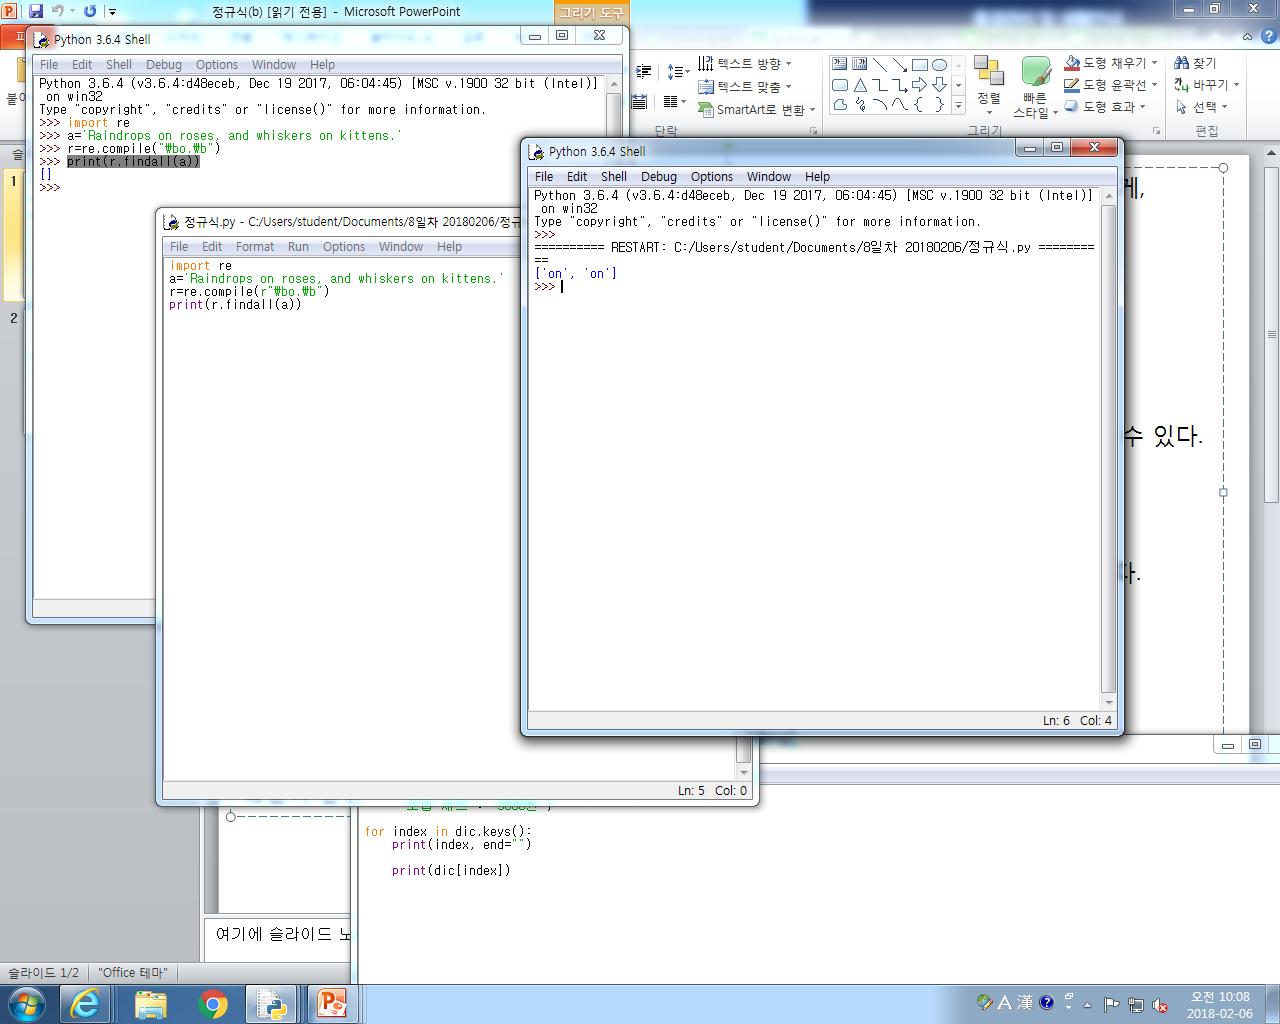 정규식(b) [읽기 전용] - Microsoft PowerPoint
그리기 도구
텍스트 방향
텍스트 맞춤
SmartArt로 변환
단락
정렬
빠른
스타일
도형 채우기
도형 윤곽선
도형 효과
그리기
찾기
바꾸기
선택
편집
Python 3.6.4 Shell
File Edit Shell Debug Options Window Help
Python 3.6.4 (v3.6.4:d48eceb, Dec 19 2017, 06:04:45) [MSC v.1900 32 bit (Intel)]
on win32
Type "copyright", "credits" or "license()" for more information.
>>> import re
>>> a='Raindrops on roses, and whiskers on kittens.'
>>> r=re.compile("₩bo.₩b")
>>> print(r.findall(a))
[]
>>>
정규식.py - C:/Users/student/Documents/8일차 20180206/정규
File Edit Format Run Options Window Help
import re
a='Raindrops on roses, and whiskers on kittens.'
r=re.compile(r"₩bo.₩b")
print(r.findall(a))
Ln: 5 Col: 0
Python 3.6.4 Shell
File Edit Shell Debug Options Window Help
Python 3.6.4 (v3.6.4:d48eceb, Dec 19 2017, 06:04:45) [MSC v.1900 32 bit (Intel)]
on win32
Type "copyright", "credits" or "license()" for more information.
>>>
========== RESTART: C:/Users/student/Documents/8일차 20180206/정규식.py ========
==
['on', 'on']
>>>
Ln: 6 Col: 4
1
2
게,
수 있다.
다.
for index in dic.keys():
print(index, end="")
print(dic[index])
여기에 슬라이드 노
슬라이드 1/2 "Office 테마"
A 漢
오전 10:08
2018-02-06